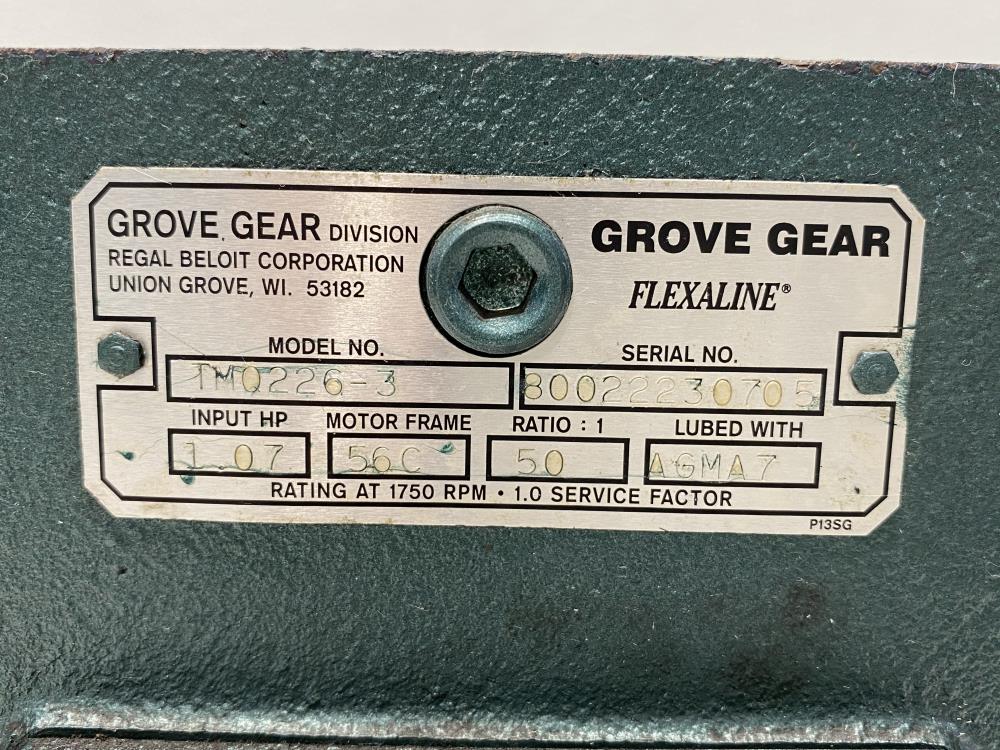 GROVE GEAR DIVISION
REGAL BELOIT CORPORATION
UNION GROVE, WI. 53182
GROVE GEAR
FLEXALINE®
MODEL NO.
TMQ226-3
SERIAL NO.
8002230705
INPUT HP
1.07
MOTOR FRAME
56C
RATIO : 1
50
LUBED WITH
AGMA7
RATING AT 1750 RPM • 1.0 SERVICE FACTOR
P13SG